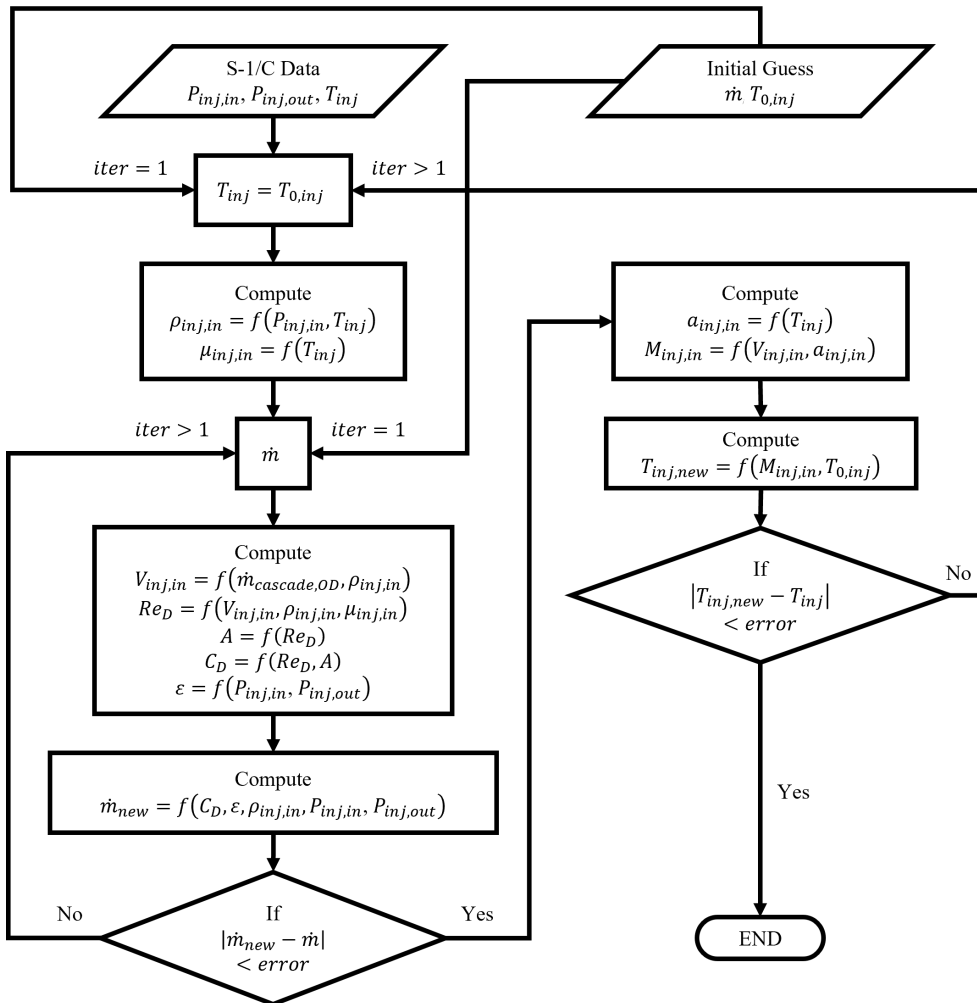 S-1/C Data
P_{inj,in}, P_{inj,out}, T_{inj}
Initial Guess
ṁ T_{0,inj}
iter = 1
iter > 1
T_{inj} = T_{0,inj}
Compute
ρ_{inj,in} = f(P_{inj,in}, T_{inj})
μ_{inj,in} = f(T_{inj})
iter > 1
iter = 1
ṁ
Compute
V_{inj,in} = f(ṁ_{cascade,OD}, ρ_{inj,in})
Re_D = f(V_{inj,in}, ρ_{inj,in}, μ_{inj,in})
A = f(Re_D)
C_D = f(Re_D, A)
ε = f(P_{inj,in}, P_{inj,out})
Compute
ṁ_{new} = f(C_D, ε, ρ_{inj,in}, P_{inj,in}, P_{inj,out})
No
If
|ṁ_{new} − ṁ|
< error
Yes
Compute
a_{inj,in} = f(T_{inj})
M_{inj,in} = f(V_{inj,in}, a_{inj,in})
Compute
T_{inj,new} = f(M_{inj,in}, T_{0,inj})
If
|T_{inj,new} − T_{inj}|
< error
No
Yes
END